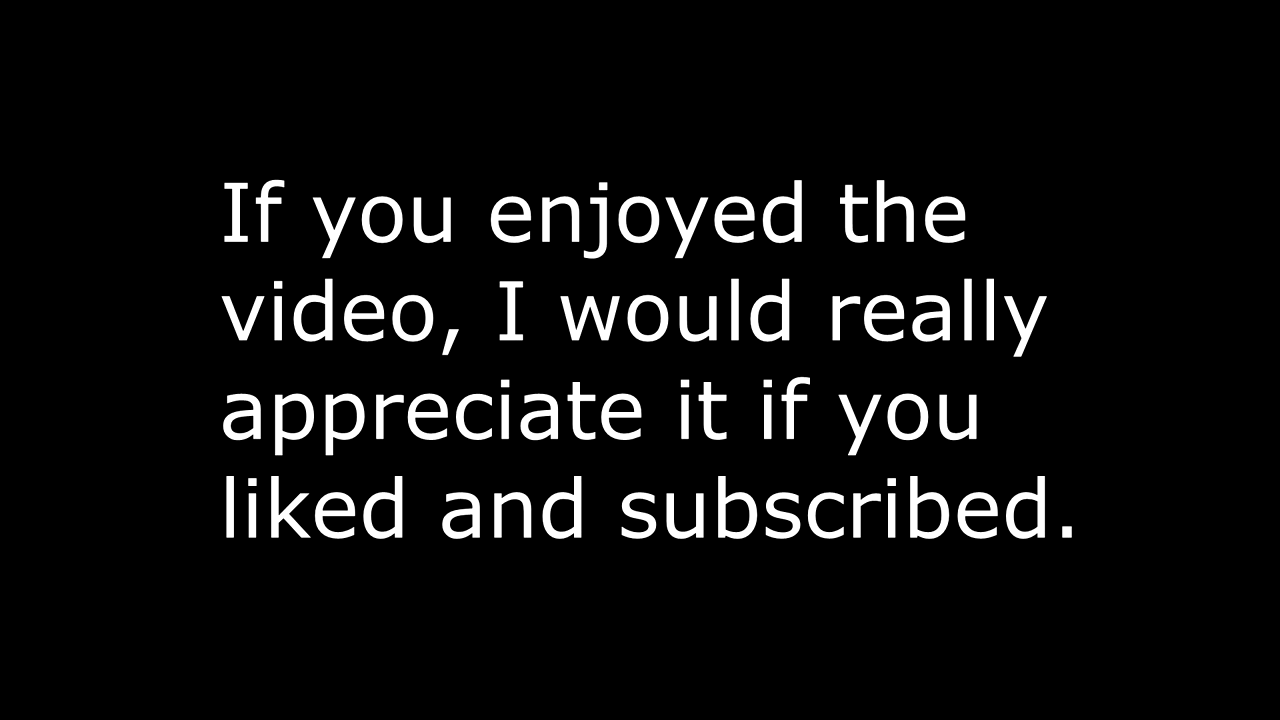 If you enjoyed the
video, I would really
appreciate it if you
liked and subscribed.